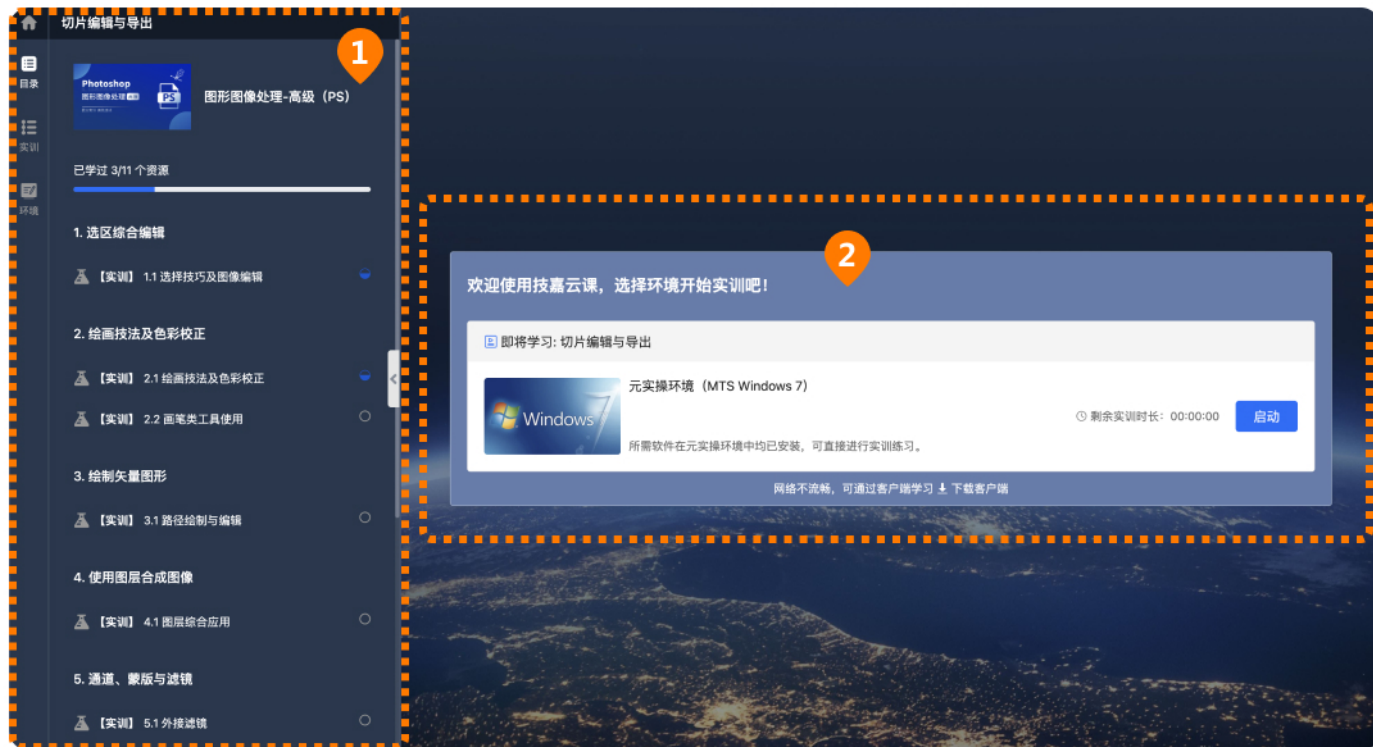 切片编辑与导出
1
目录
实训
环境
Photoshop
图形图像处理
PS
图形图像处理-高级（PS）
已学过 3/11 个资源
1. 选区综合编辑
【实训】 1.1 选择技巧及图像编辑
2. 绘画技法及色彩校正
【实训】 2.1 绘画技法及色彩校正
【实训】 2.2 画笔类工具使用
3. 绘制矢量图形
【实训】 3.1 路径绘制与编辑
4. 使用图层合成图像
【实训】 4.1 图层综合应用
5. 通道、蒙版与滤镜
【实训】 5.1 外接滤镜
2
欢迎使用技嘉云课，选择环境开始实训吧！
即将学习: 切片编辑与导出
Windows 7
元实操环境（MTS Windows 7）
剩余实训时长：00:00:00
启动
所需软件在元实操环境中均已安装，可直接进行实训练习。
网络不流畅，可通过客户端学习 下载客户端